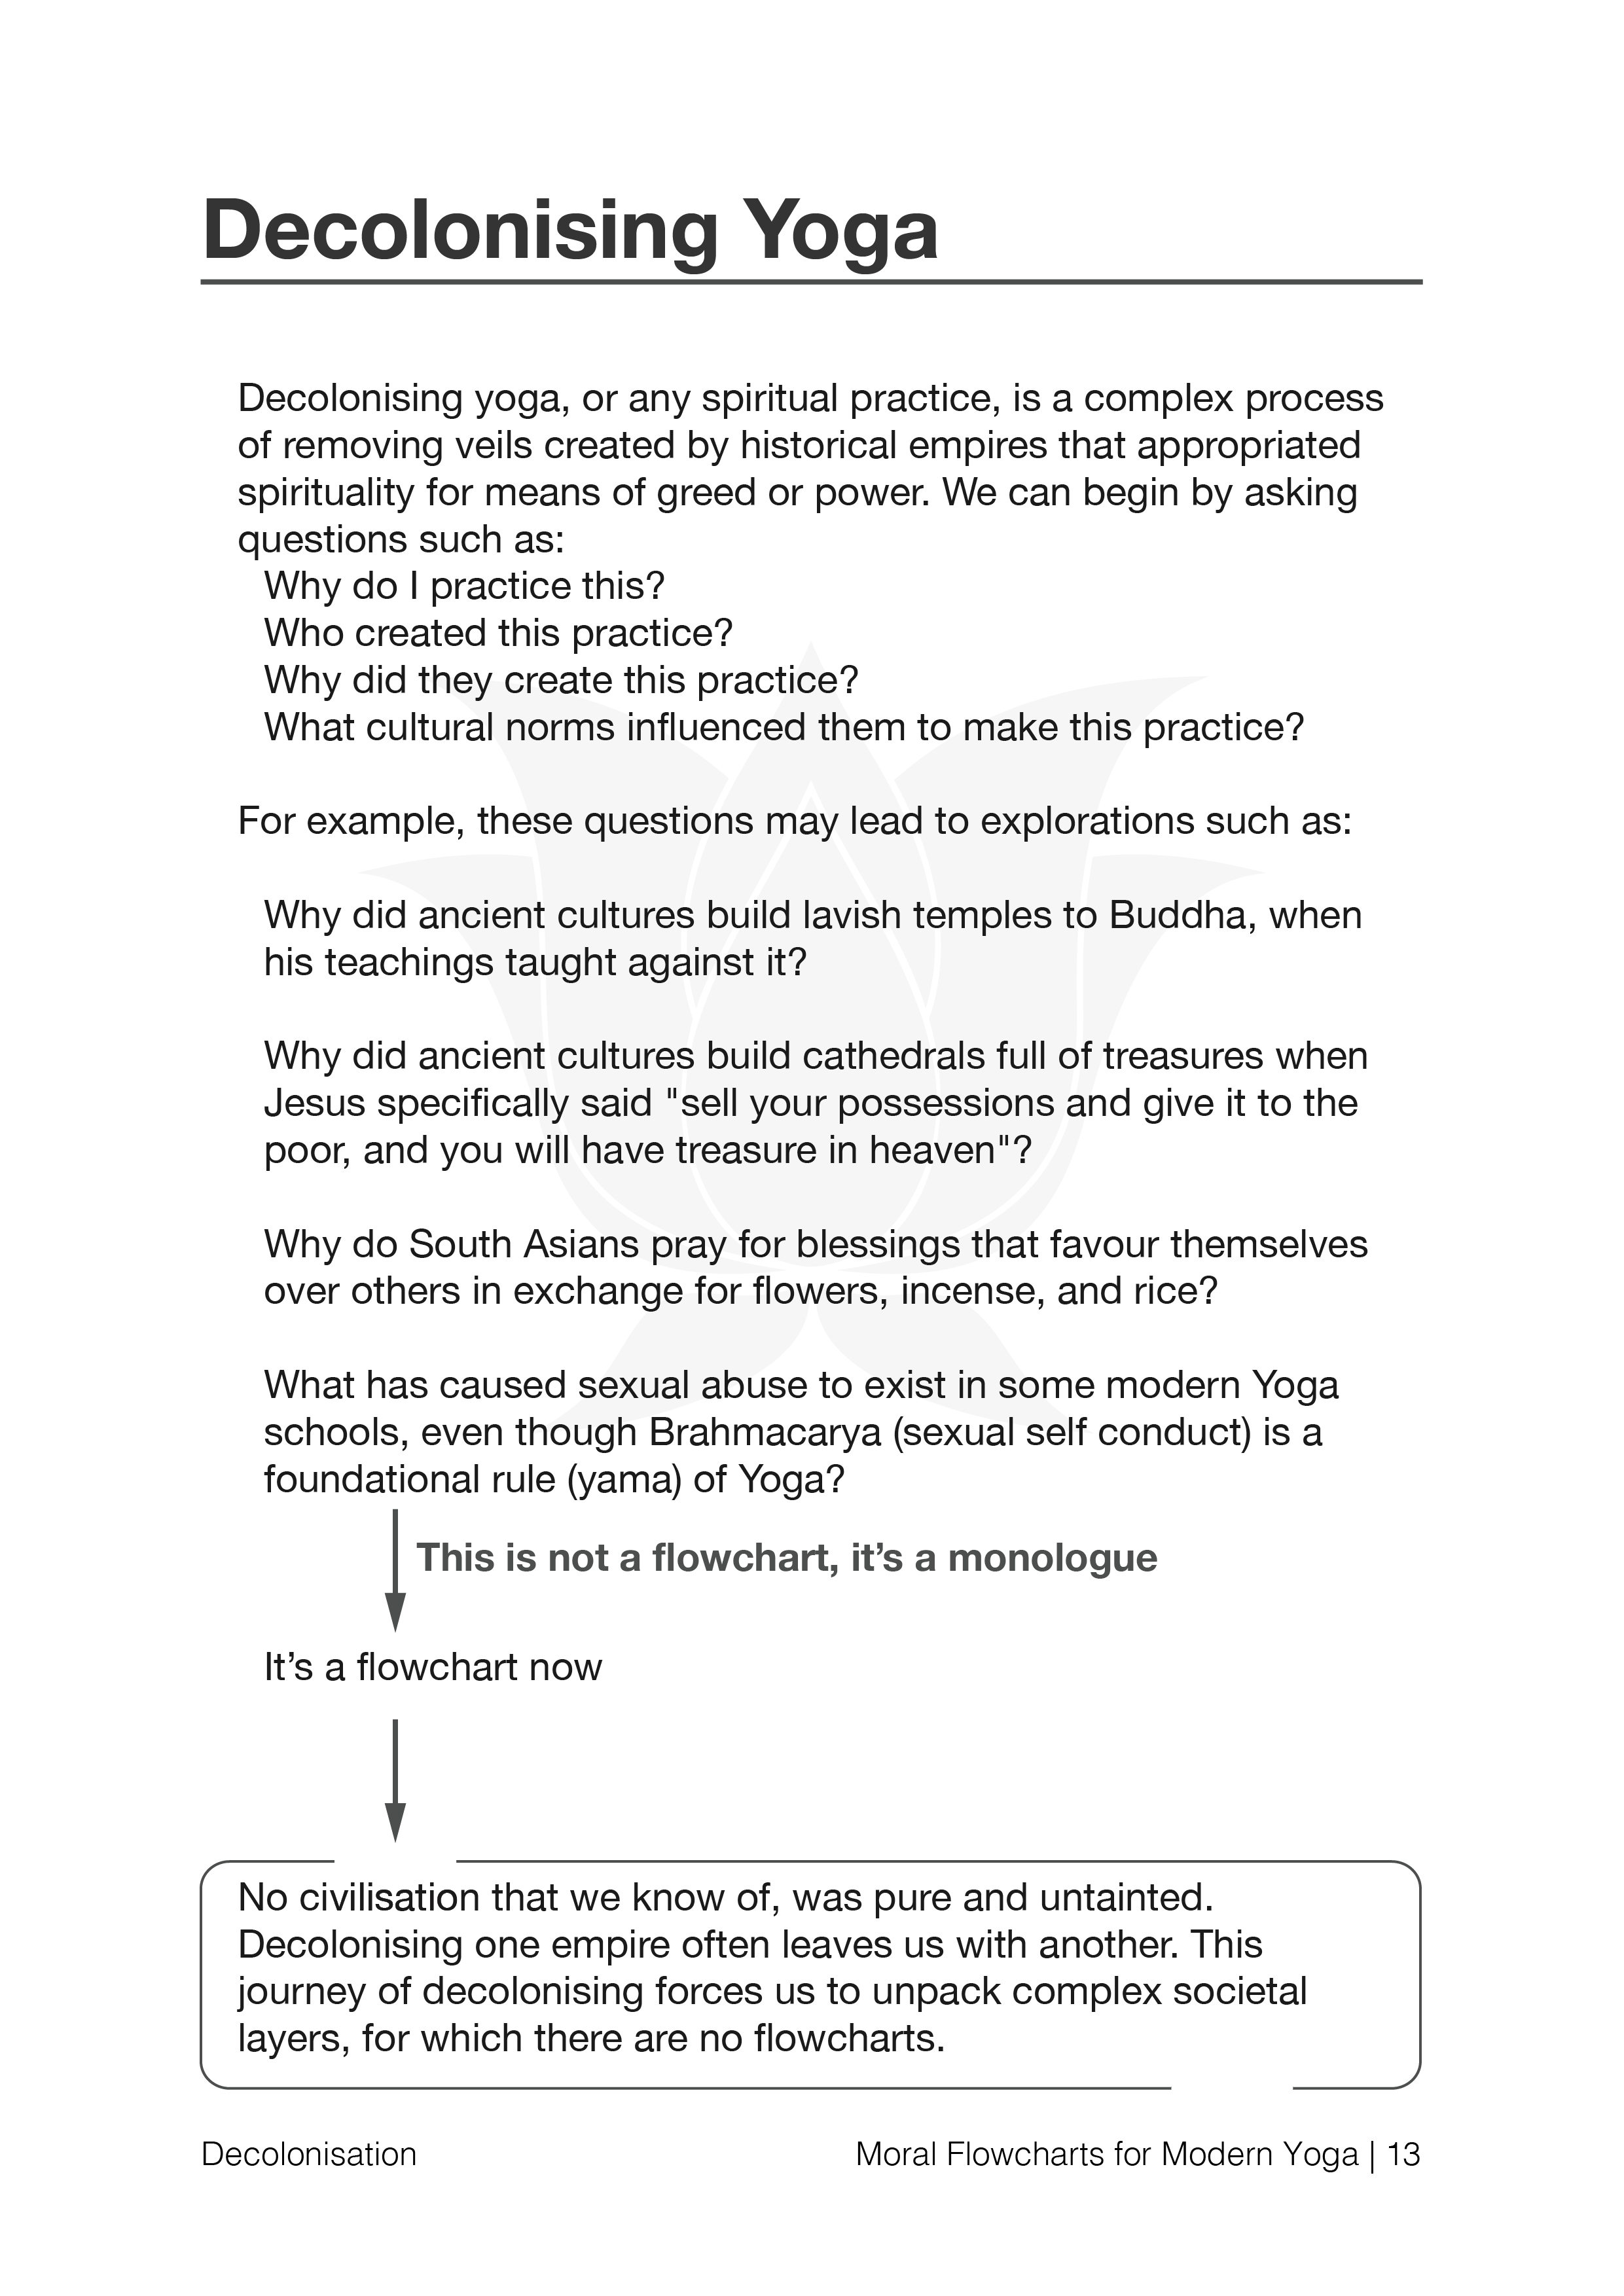 Decolonising Yoga
Decolonising yoga, or any spiritual practice, is a complex process
of removing veils created by historical empires that appropriated
spirituality for means of greed or power. We can begin by asking
questions such as:
Why do I practice this?
Who created this practice?
Why did they create this practice?
What cultural norms influenced them to make this practice?
For example, these questions may lead to explorations such as:
Why did ancient cultures build lavish temples to Buddha, when
his teachings taught against it?
Why did ancient cultures build cathedrals full of treasures when
Jesus specifically said "sell your possessions and give it to the
poor, and you will have treasure in heaven"?
Why do South Asians pray for blessings that favour themselves
over others in exchange for flowers, incense, and rice?
What has caused sexual abuse to exist in some modern Yoga
schools, even though Brahmacarya (sexual self conduct) is a
foundational rule (yama) of Yoga?
This is not a flowchart, it’s a monologue
It’s a flowchart now
No civilisation that we know of, was pure and untainted.
Decolonising one empire often leaves us with another. This
journey of decolonising forces us to unpack complex societal
layers, for which there are no flowcharts.
Decolonisation
Moral Flowcharts for Modern Yoga | 13